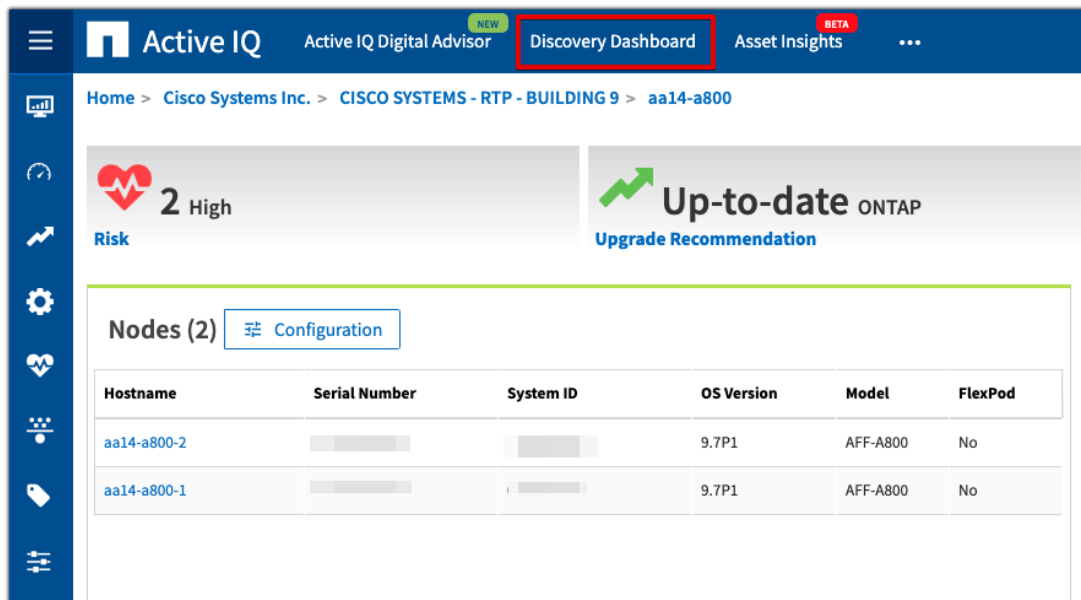 NEW
BETA
Active IQ Active IQ Digital Advisor Discovery Dashboard Asset Insights •••
Home > Cisco Systems Inc. > CISCO SYSTEMS - RTP - BUILDING 9 > aa14-a800
2 High
Risk
Up-to-date ONTAP
Upgrade Recommendation
Nodes (2) Configuration
Hostname Serial Number System ID OS Version Model FlexPod
aa14-a800-2 9.7P1 AFF-A800 No
aa14-a800-1 9.7P1 AFF-A800 No